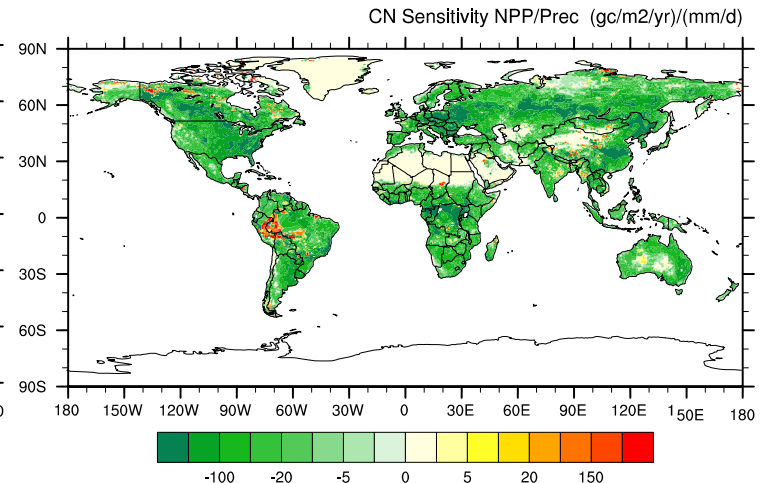 CN Sensitivity NPP/Prec (gc/m2/yr)/(mm/d)
90N
60N
30N
0
30S
60S
90S
0 180 150W 120W 90W 60W 30W 0 30E 60E 90E 120E 150E 180
-100 -20 -5 0 5 20 150